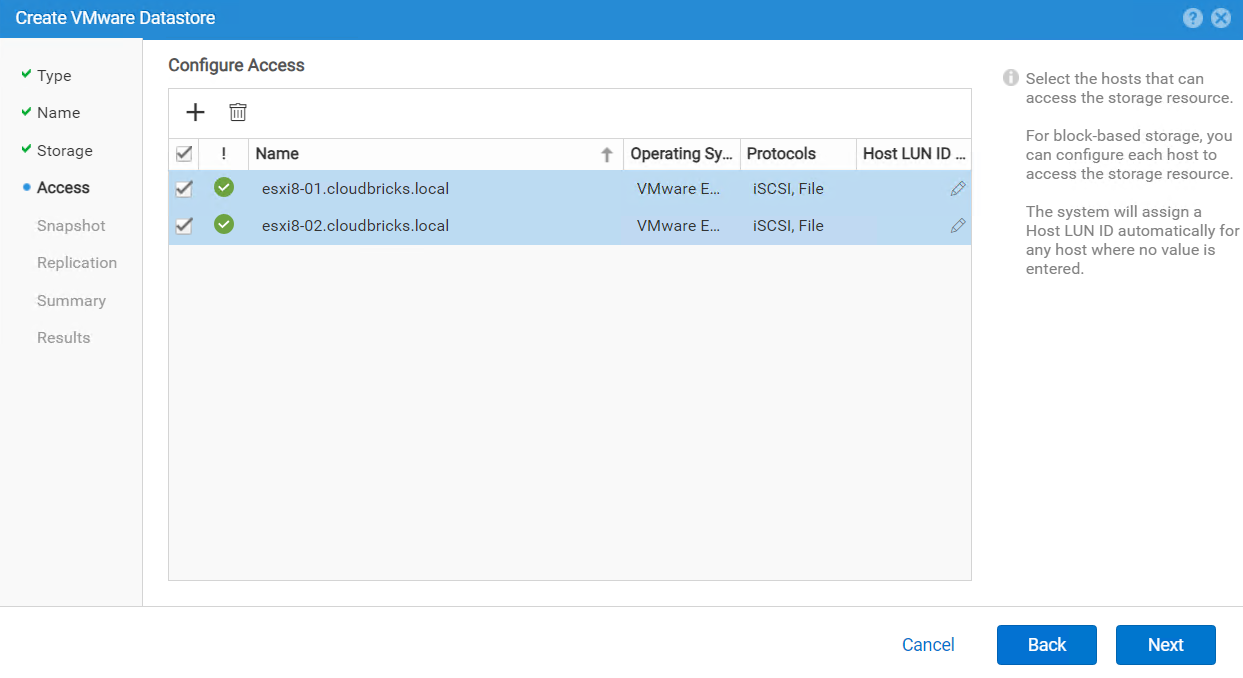 Create VMware Datastore
Type
Name
Storage
Access
Snapshot
Replication
Summary
Results
Configure Access
! Name Operating Sy... Protocols Host LUN ID ...
esxi8-01.cloudbricks.local VMware E... iSCSI, File
esxi8-02.cloudbricks.local VMware E... iSCSI, File
Select the hosts that can
access the storage resource.
For block-based storage, you
can configure each host to
access the storage resource.
The system will assign a
Host LUN ID automatically for
any host where no value is
entered.
Cancel Back Next